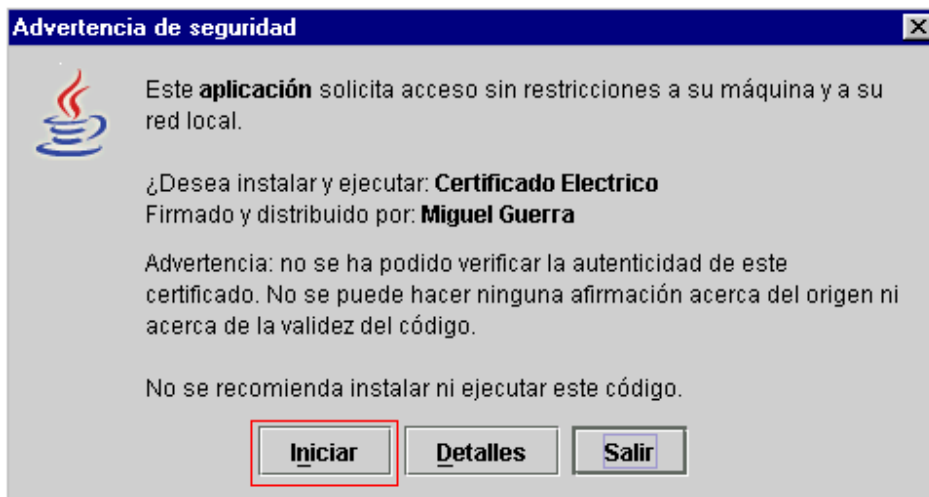 Advertencia de seguridad
Este aplicación solicita acceso sin restricciones a su máquina y a su
red local.
¿Desea instalar y ejecutar: Certificado Electrico
Firmado y distribuido por: Miguel Guerra
Advertencia: no se ha podido verificar la autenticidad de este
certificado. No se puede hacer ninguna afirmación acerca del origen ni
acerca de la validez del código.
No se recomienda instalar ni ejecutar este código.
Iniciar Detalles Salir